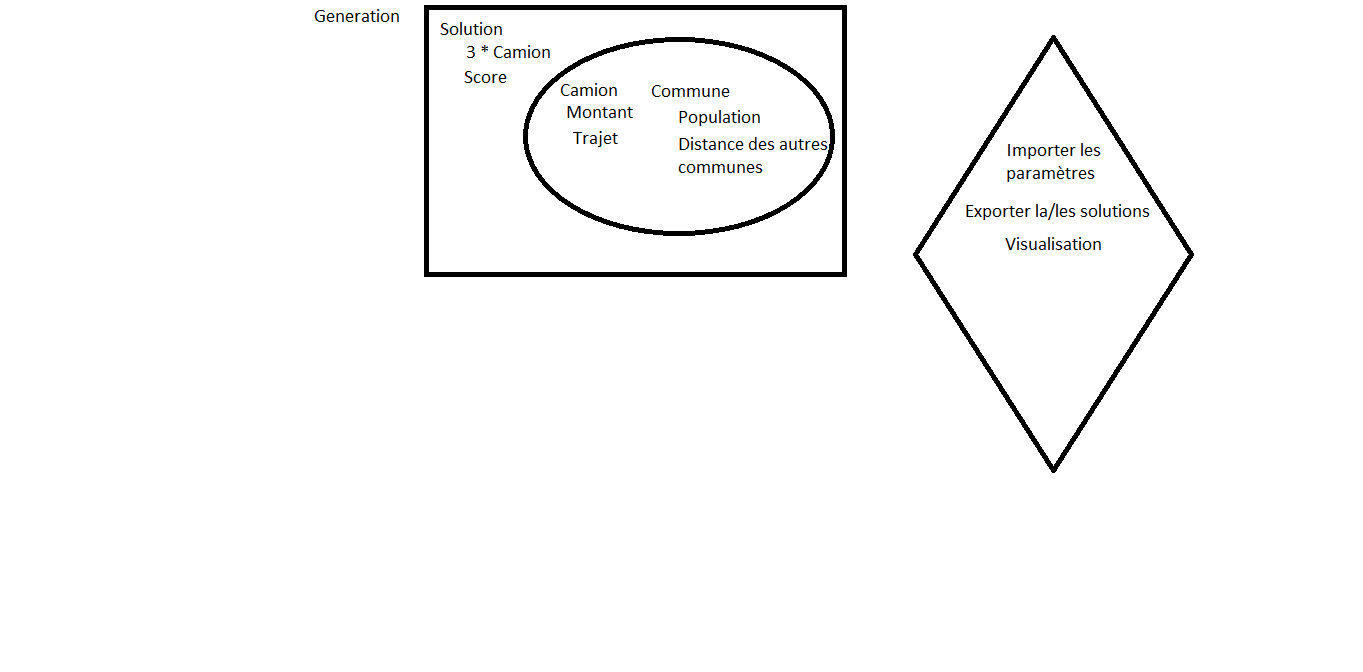 Generation
Solution
3 * Camion
Score
Camion
Montant
Trajet
Commune
Population
Distance des autres
communes
Importer les
paramètres
Exporter la/les solutions
Visualisation